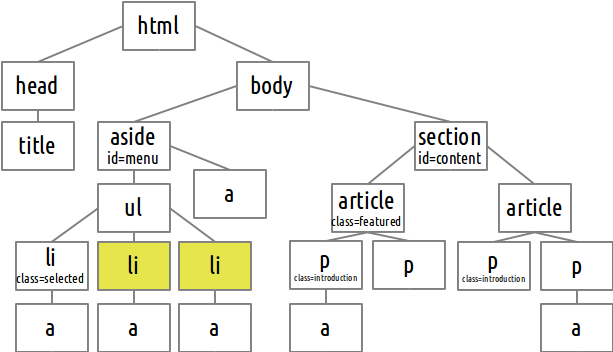 html
head
body
title
aside
id=menu
section
id=content
ul
a
article
class=featured
article
li
class=selected
li
li
p
class=introduction
p
p
class=introduction
p
a
a
a
a
a